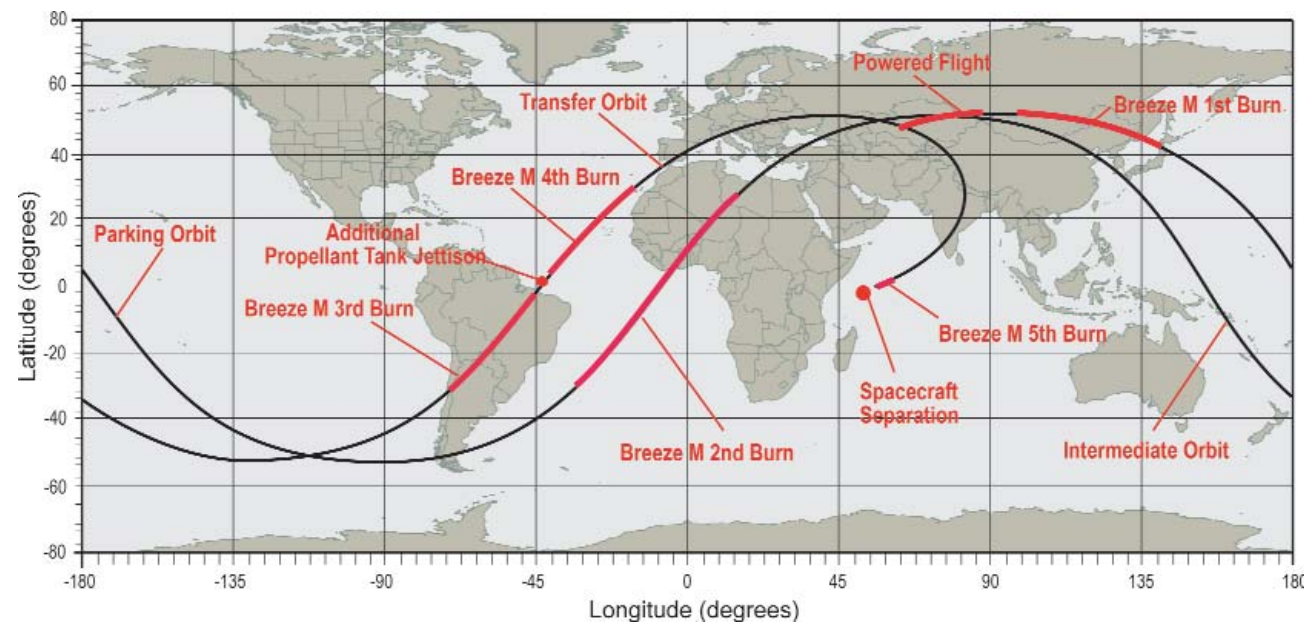 80
60
40
20
0
-20
-40
-60
-80
Latitude (degrees)
Powered Flight
Transfer Orbit
Breeze M 1st Burn
Breeze M 4th Burn
Parking Orbit
Additional
Propellant Tank Jettison
Breeze M 3rd Burn
Breeze M 5th Burn
Spacecraft
Separation
Breeze M 2nd Burn
Intermediate Orbit
-180
-135
-90
-45
0
45
90
135
180
Longitude (degrees)